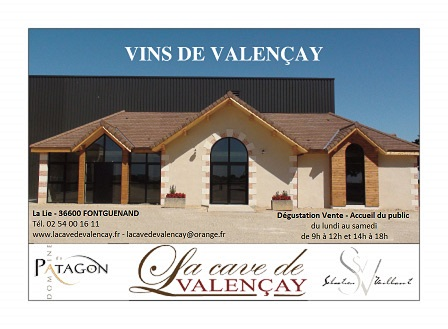 VINS DE VALENÇAY
La Lie - 36600 FONTGUENAND
Tél. 02 54 00 16 11
www.lacavedevalencay.fr - lacavedevalencay@orange.fr
Dégustation Vente - Accueil du public
du lundi au samedi
de 9h à 12h et 14h à 18h
DOMAINE
PATAGON
La cave de
VALENÇAY
SV